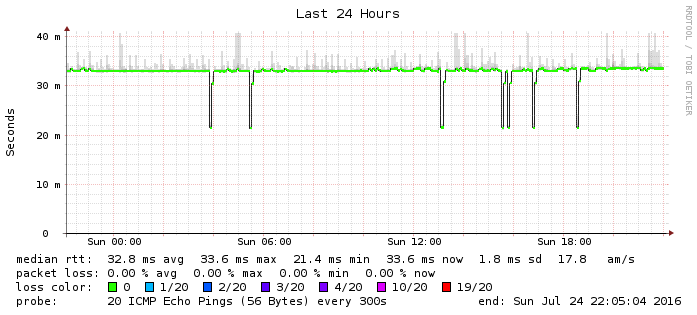 Last 24 Hours
RRDTOOL / TOBI OETIKER
Seconds
40 m
30 m
20 m
10 m
0
Sun 00:00 Sun 06:00 Sun 12:00 Sun 18:00
median rtt: 32.8 ms avg 33.6 ms max 21.4 ms min 33.6 ms now 1.8 ms sd 17.8 am/s
packet loss: 0.00 % avg 0.00 % max 0.00 % min 0.00 % now
loss color: 0 1/20 2/20 3/20 4/20 10/20 19/20
probe: 20 ICMP Echo Pings (56 Bytes) every 300s end: Sun Jul 24 22:05:04 2016